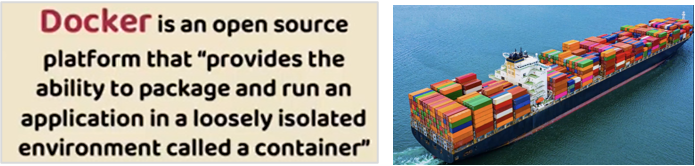 Docker is an open source
platform that “provides the
ability to package and run an
application in a loosely isolated
environment called a container”